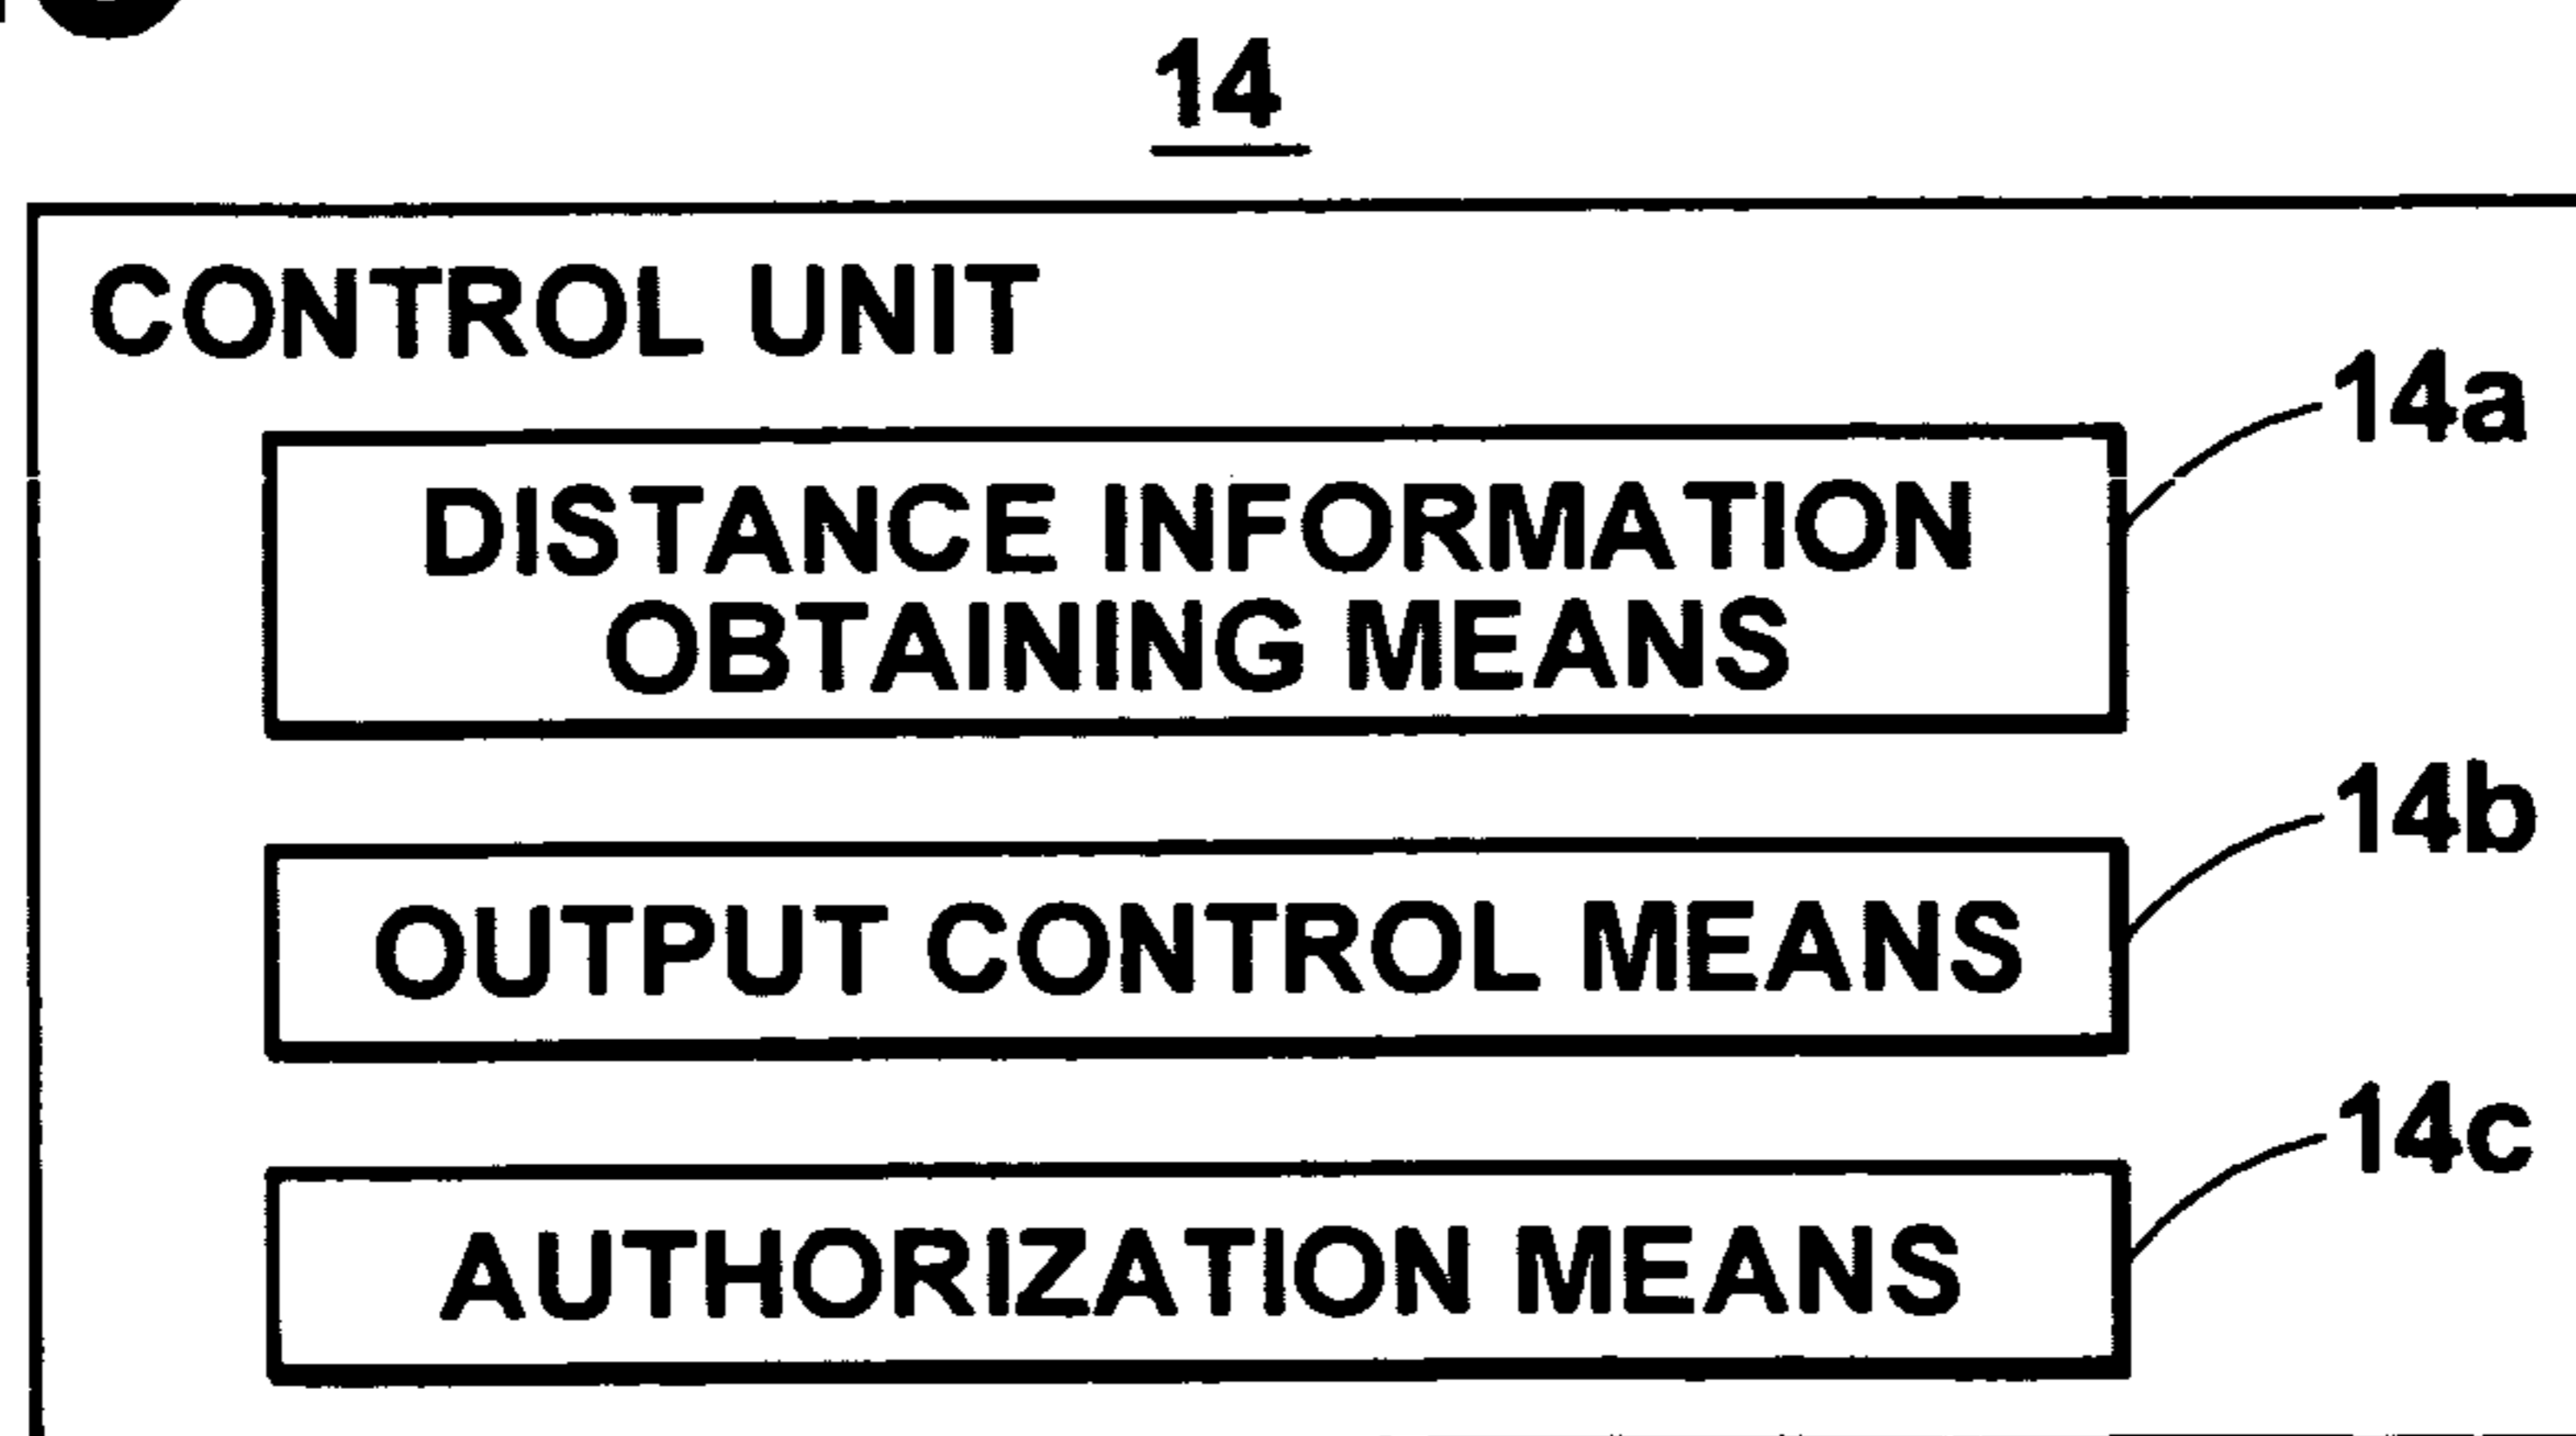 14
CONTROL UNIT
14a
DISTANCE INFORMATION
OBTAINING MEANS
14b
OUTPUT CONTROL MEANS
14c
AUTHORIZATION MEANS